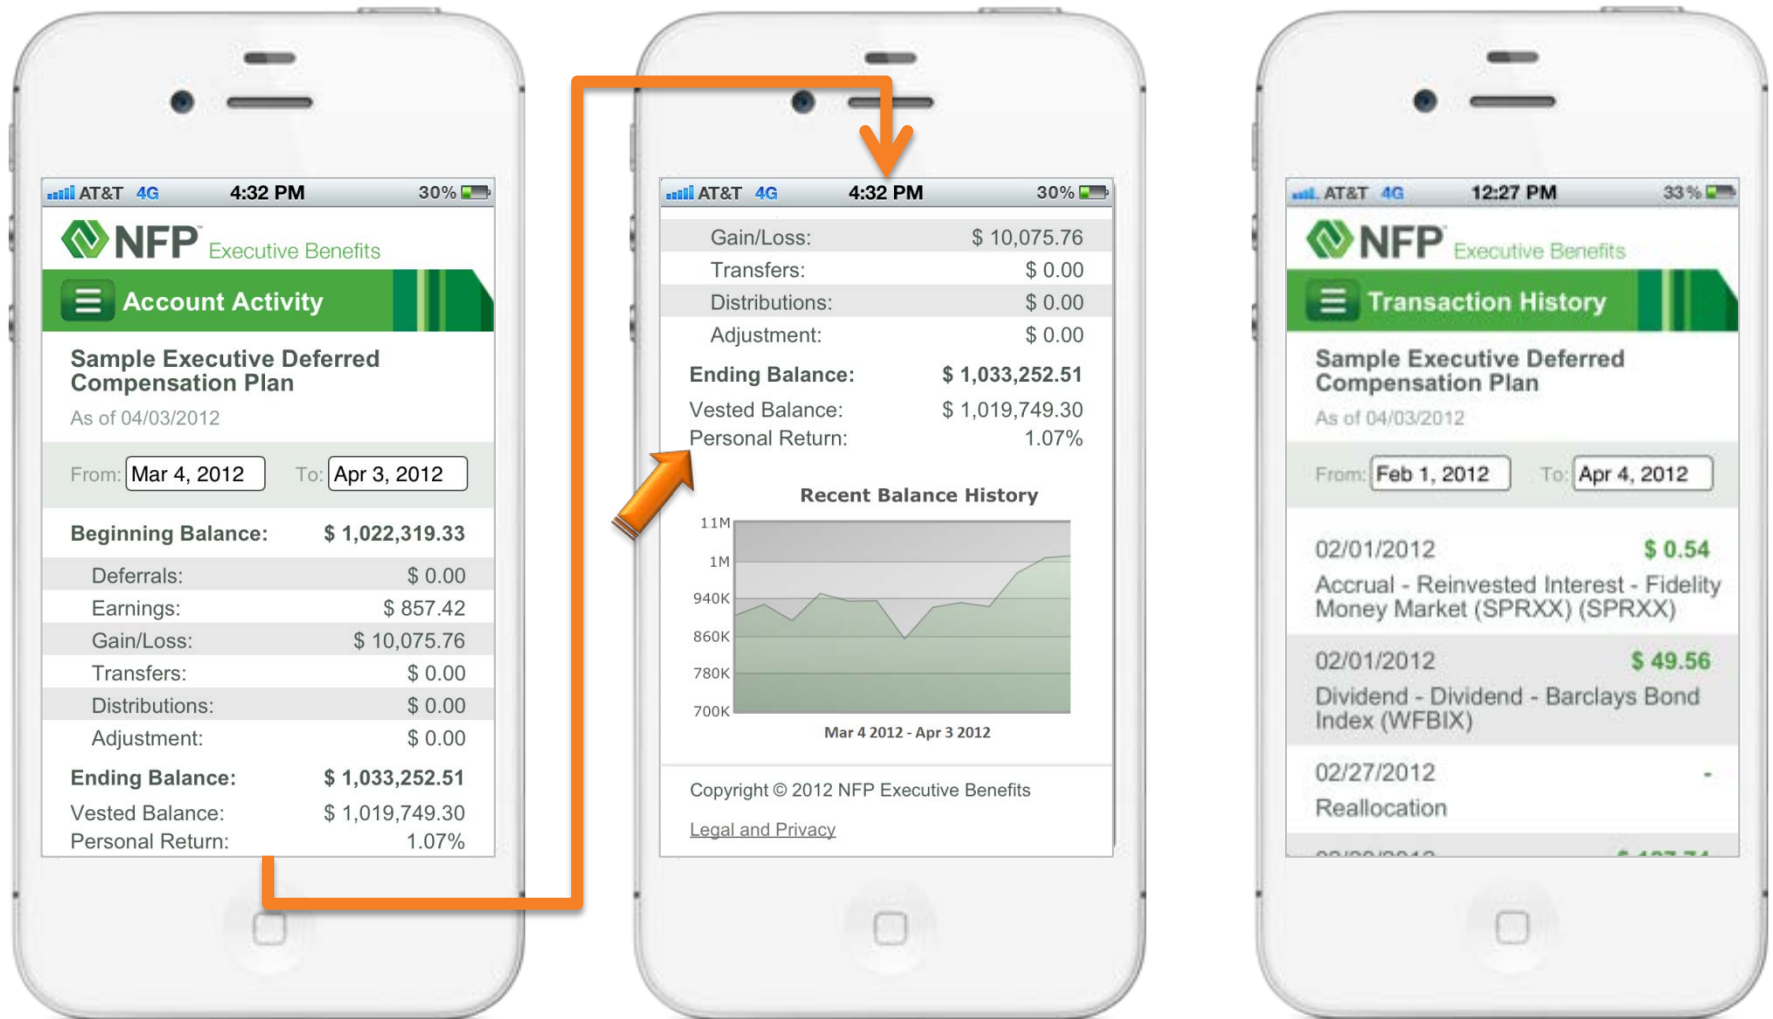 AT&T 4G 4:32 PM 30%
NFP Executive Benefits
Account Activity
Sample Executive Deferred
Compensation Plan
As of 04/03/2012
From: Mar 4, 2012 To: Apr 3, 2012
Beginning Balance: $ 1,022,319.33
Deferrals: $ 0.00
Earnings: $ 857.42
Gain/Loss: $ 10,075.76
Transfers: $ 0.00
Distributions: $ 0.00
Adjustment: $ 0.00
Ending Balance: $ 1,033,252.51
Vested Balance: $ 1,019,749.30
Personal Return: 1.07%
AT&T 4G 4:32 PM 30%
Gain/Loss: $ 10,075.76
Transfers: $ 0.00
Distributions: $ 0.00
Adjustment: $ 0.00
Ending Balance: $ 1,033,252.51
Vested Balance: $ 1,019,749.30
Personal Return: 1.07%
Recent Balance History
11M
1M
940K
860K
780K
700K
Mar 4 2012 - Apr 3 2012
Copyright © 2012 NFP Executive Benefits
Legal and Privacy
AT&T 4G 12:27 PM 33%
NFP Executive Benefits
Transaction History
Sample Executive Deferred
Compensation Plan
As of 04/03/2012
From: Feb 1, 2012 To: Apr 4, 2012
02/01/2012 $ 0.54
Accrual - Reinvested Interest - Fidelity
Money Market (SPRXX) (SPRXX)
02/01/2012 $ 49.56
Dividend - Dividend - Barclays Bond
Index (WFBIX)
02/27/2012 -
Reallocation